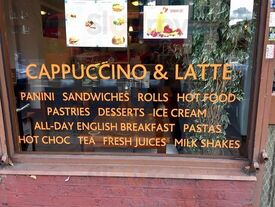 CAPPUCCINO & LATTE
PANINI SANDWICHES ROLLS HOT FOOD
PASTRIES DESSERTS ICE CREAM
ALL-DAY ENGLISH BREAKFAST PASTAS
HOT CHOC TEA FRESH JUICES MILK SHAKES